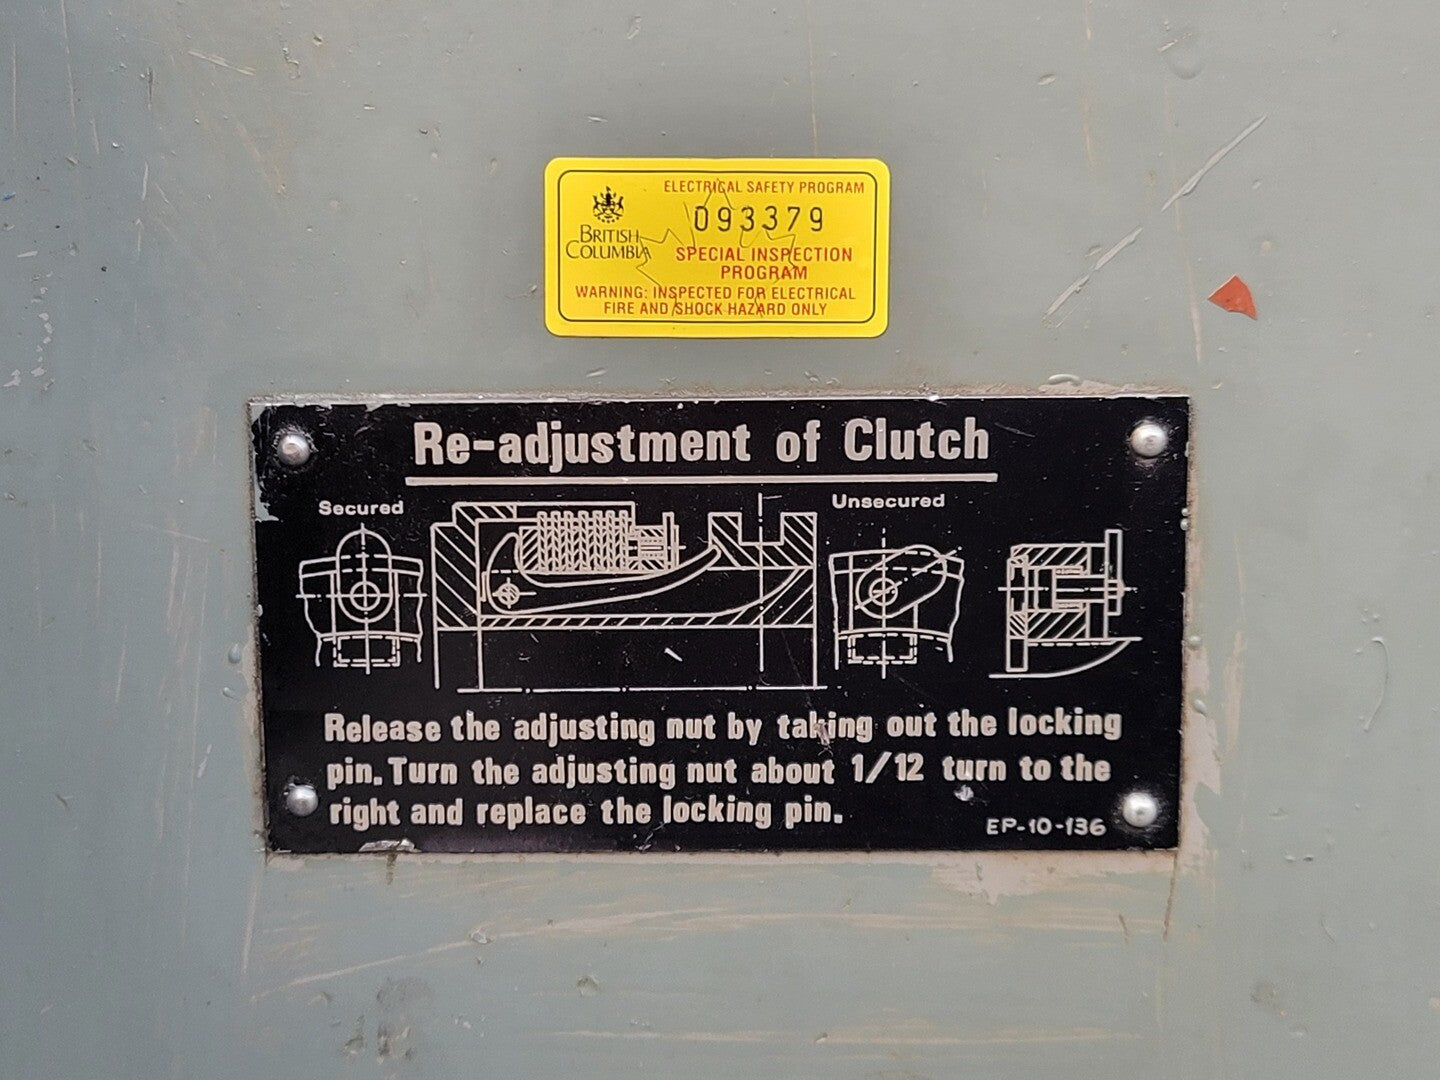 ELECTRICAL SAFETY PROGRAM
093379
BRITISH
COLUMBIA
SPECIAL INSPECTION
PROGRAM
WARNING: INSPECTED FOR ELECTRICAL
FIRE AND SHOCK HAZARD ONLY
Re-adjustment of Clutch
Secured
Unsecured
Release the adjusting nut by taking out the locking
pin. Turn the adjusting nut about 1/12 turn to the
right and replace the locking pin.
EP-10-136